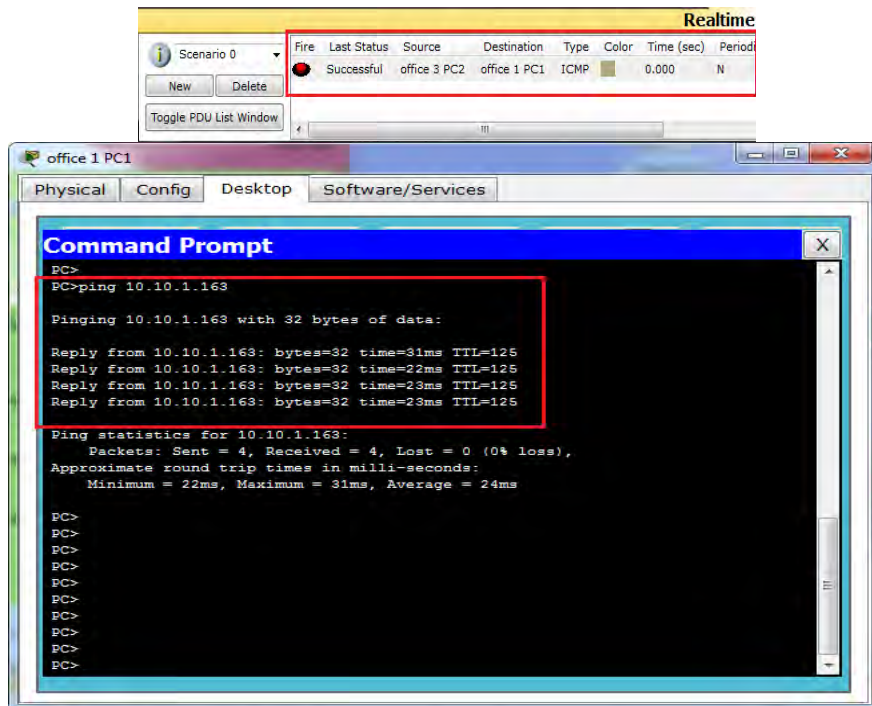 Realtime
Scenario 0
Fire Last Status Source Destination Type Color Time (sec) Periodi
Successful office 3 PC2 office 1 PC1 ICMP 0.000 N
New Delete
Toggle PDU List Window
office 1 PC1
Physical Config Desktop Software/Services
Command Prompt X
PC>
PC>ping 10.10.1.163
Pinging 10.10.1.163 with 32 bytes of data:
Reply from 10.10.1.163: bytes=32 time=31ms TTL=125
Reply from 10.10.1.163: bytes=32 time=22ms TTL=125
Reply from 10.10.1.163: bytes=32 time=23ms TTL=125
Reply from 10.10.1.163: bytes=32 time=23ms TTL=125
Ping statistics for 10.10.1.163:
Packets: Sent = 4, Received = 4, Lost = 0 (0% loss),
Approximate round trip times in milli-seconds:
Minimum = 22ms, Maximum = 31ms, Average = 24ms
PC>
PC>
PC>
PC>
PC>
PC>
PC>
PC>
PC>
PC>